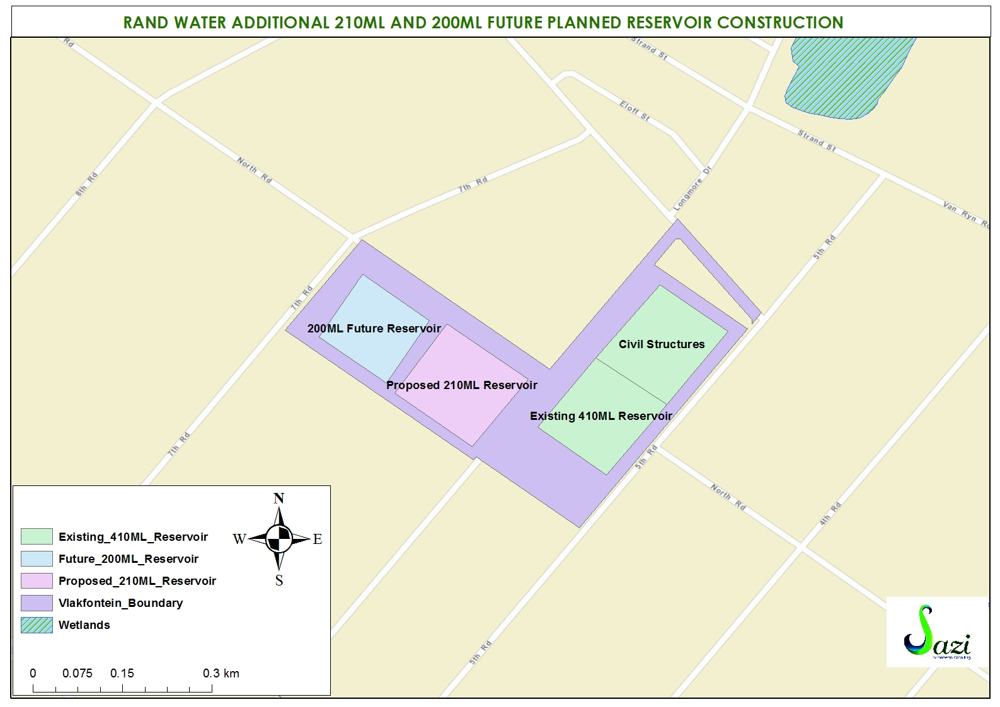 RAND WATER ADDITIONAL 210ML AND 200ML FUTURE PLANNED RESERVOIR CONSTRUCTION
Rd
Strand St
Eloff St
Strand St
North Rd
8th Rd
7th Rd
Longmore Dr
Van Ryn Rd
5th Rd
7th Rd
200ML Future Reservoir
Civil Structures
Proposed 210ML Reservoir
Existing 410ML Reservoir
7th Rd
5th Rd
North Rd
4th Rd
5th Rd
N
W
E
S
Existing_410ML_Reservoir
Future_200ML_Reservoir
Proposed_210ML_Reservoir
Vlakfontein_Boundary
Wetlands
0 0.075 0.15 0.3 km
Sazi
Environmental Consulting